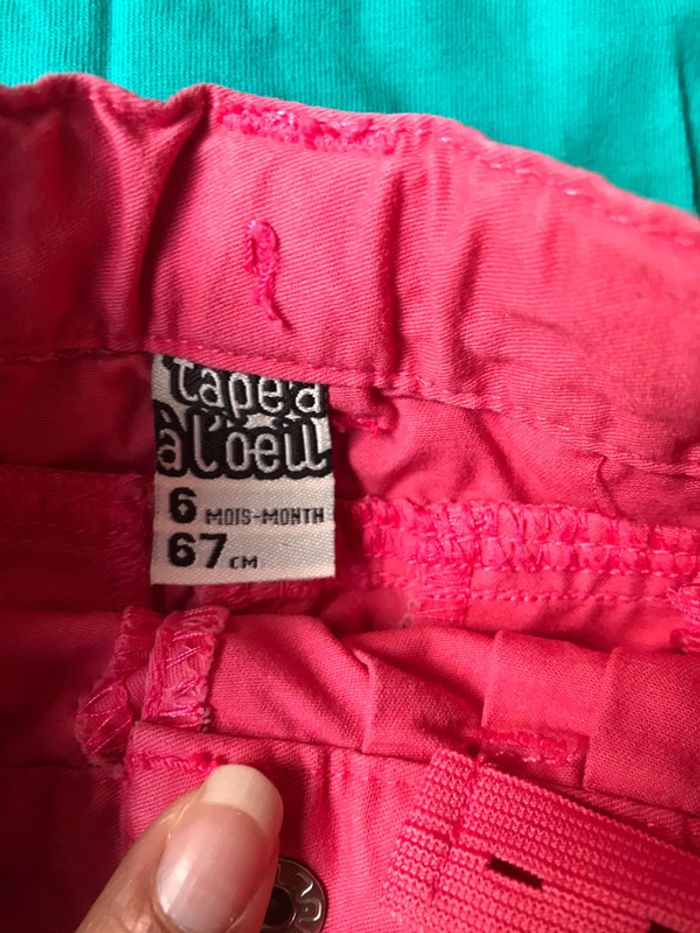 tape à
à l'oeil
6 MOIS-MONTH
67 CM